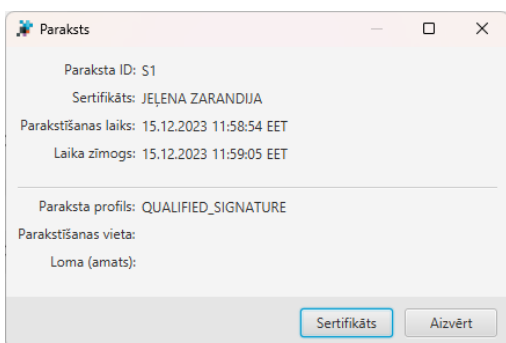 Paraksts
Paraksta ID: S1
Sertifikāts: JEĻENA ZARANDIJA
Parakstīšanas laiks: 15.12.2023 11:58:54 EET
Laika zīmogs: 15.12.2023 11:59:05 EET
Paraksta profils: QUALIFIED_SIGNATURE
Parakstīšanas vieta:
Loma (amats):
Sertifikāts Aizvērt